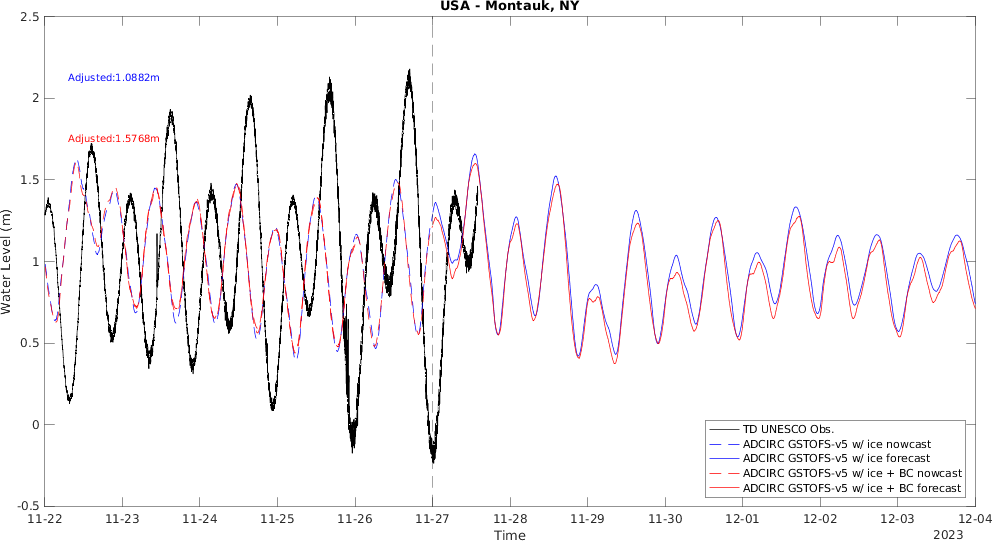 USA - Montauk, NY
2.5
2
1.5
1
0.5
0
-0.5
Water Level (m)
Adjusted:1.0882m
Adjusted:1.5768m
TD UNESCO Obs.
ADCIRC GSTOFS-v5 w/ ice nowcast
ADCIRC GSTOFS-v5 w/ ice forecast
ADCIRC GSTOFS-v5 w/ ice + BC nowcast
ADCIRC GSTOFS-v5 w/ ice + BC forecast
11-22 11-23 11-24 11-25 11-26 11-27 11-28 11-29 11-30 12-01 12-02 12-03 12-04
Time
2023